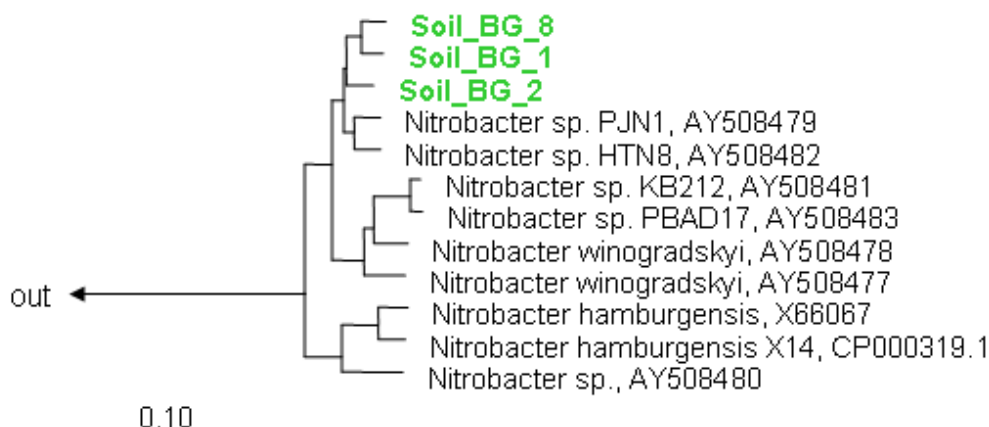 Soil_BG_8
Soil_BG_1
Soil_BG_2
Nitrobacter sp. PJN1, AY508479
Nitrobacter sp. HTN8, AY508482
Nitrobacter sp. KB212, AY508481
Nitrobacter sp. PBAD17, AY508483
Nitrobacter winogradskyi, AY508478
Nitrobacter winogradskyi, AY508477
out
Nitrobacter hamburgensis, X66067
Nitrobacter hamburgensis X14, CP000319.1
Nitrobacter sp., AY508480
0.10